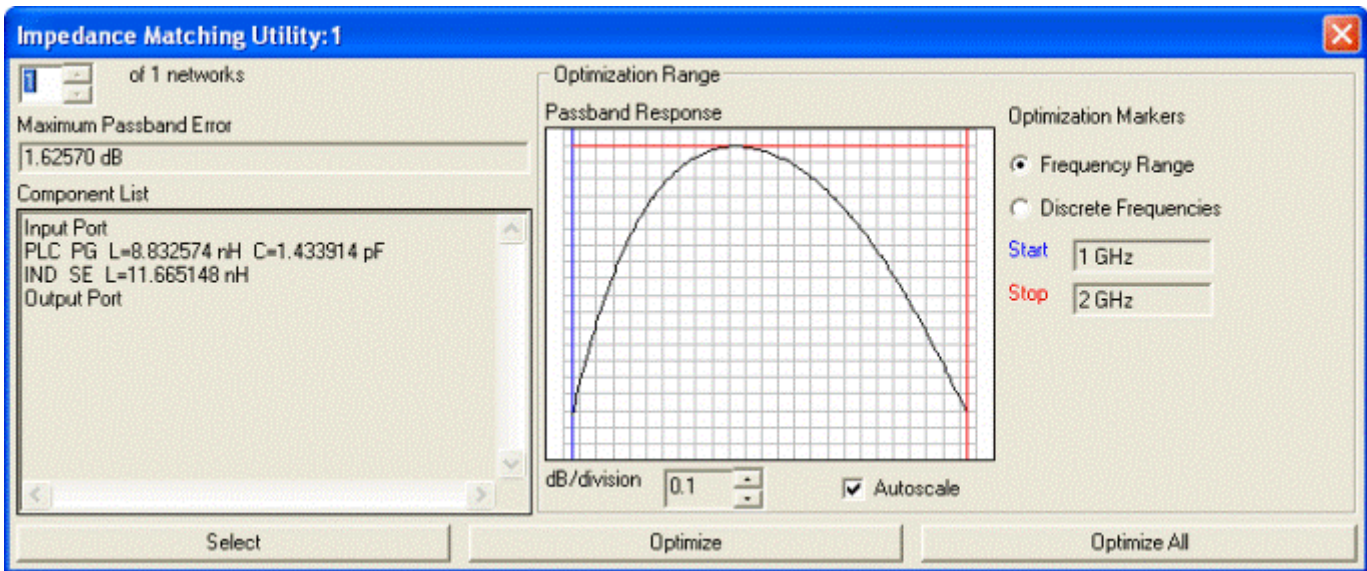 Impedance Matching Utility:1
1 of 1 networks
Maximum Passband Error
1.62570 dB
Component List
Input Port
PLC PG L=8.832574 nH C=1.433914 pF
IND SE L=11.665148 nH
Output Port
Optimization Range
Passband Response
dB/division 0.1 Autoscale
Optimization Markers
Frequency Range
Discrete Frequencies
Start 1 GHz
Stop 2 GHz
Select
Optimize
Optimize All